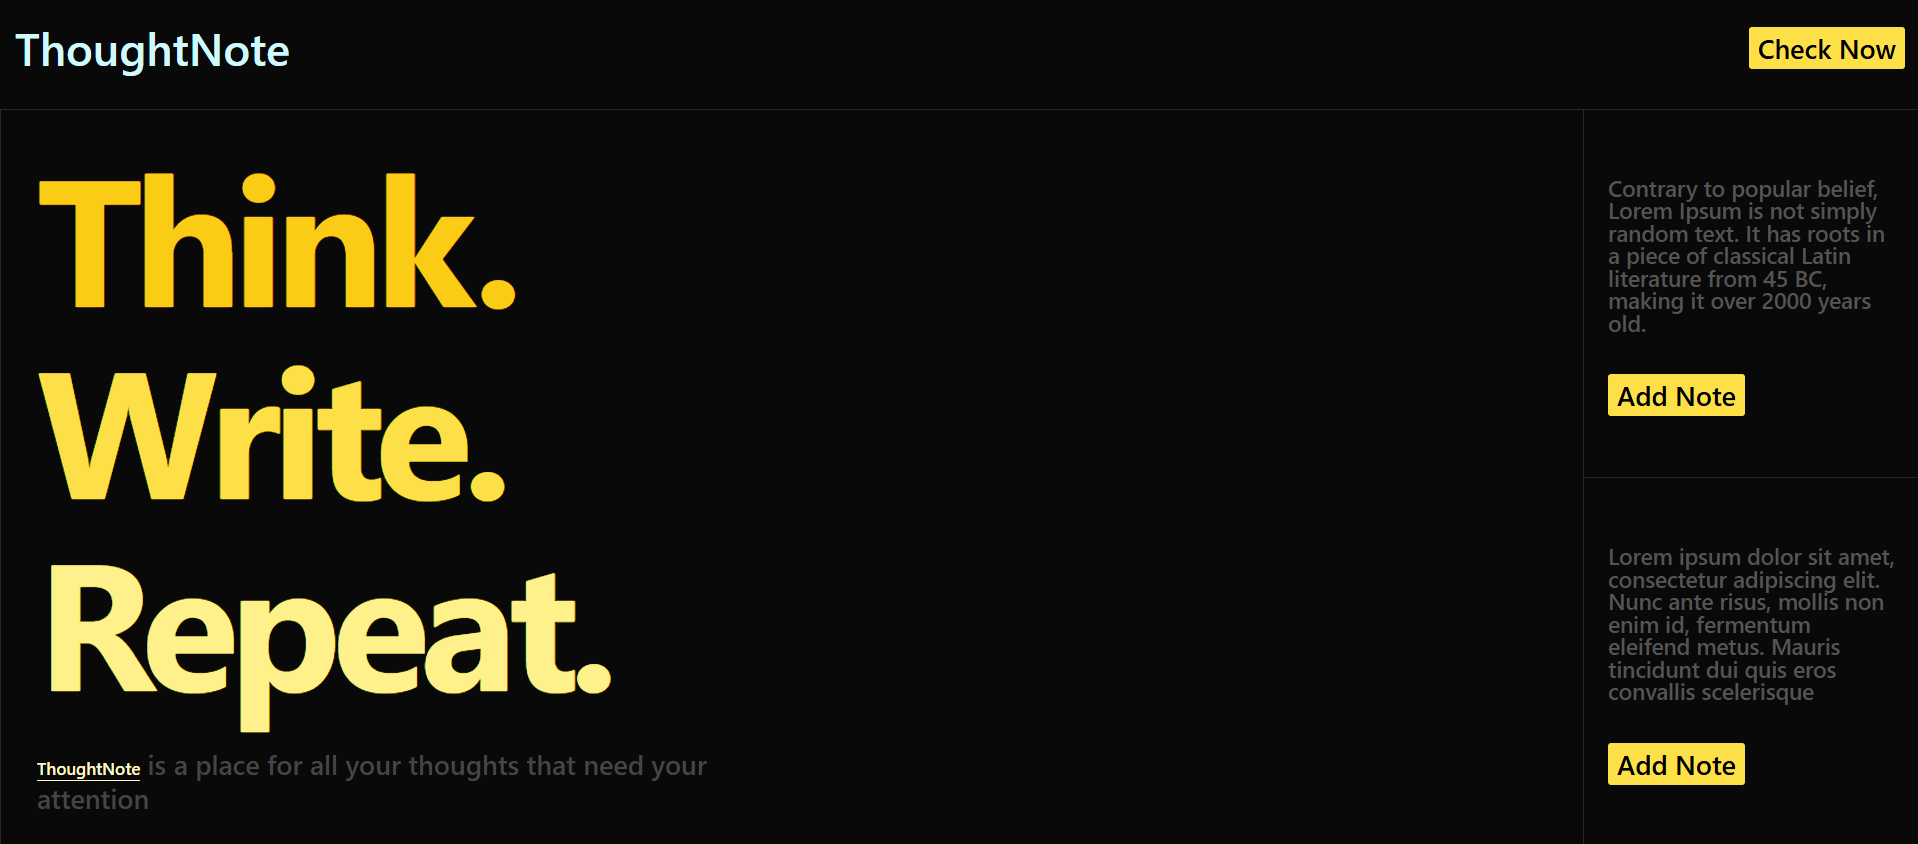 ThoughtNote
Check Now
Think.
Write.
Repeat.
ThoughtNote is a place for all your thoughts that need your
attention
Contrary to popular belief,
Lorem Ipsum is not simply
random text. It has roots in
a piece of classical Latin
literature from 45 BC,
making it over 2000 years
old.
Add Note
Lorem ipsum dolor sit amet,
consectetur adipiscing elit.
Nunc ante risus, mollis non
enim id, fermentum
eleifend metus. Mauris
tincidunt dui quis eros
convallis scelerisque
Add Note